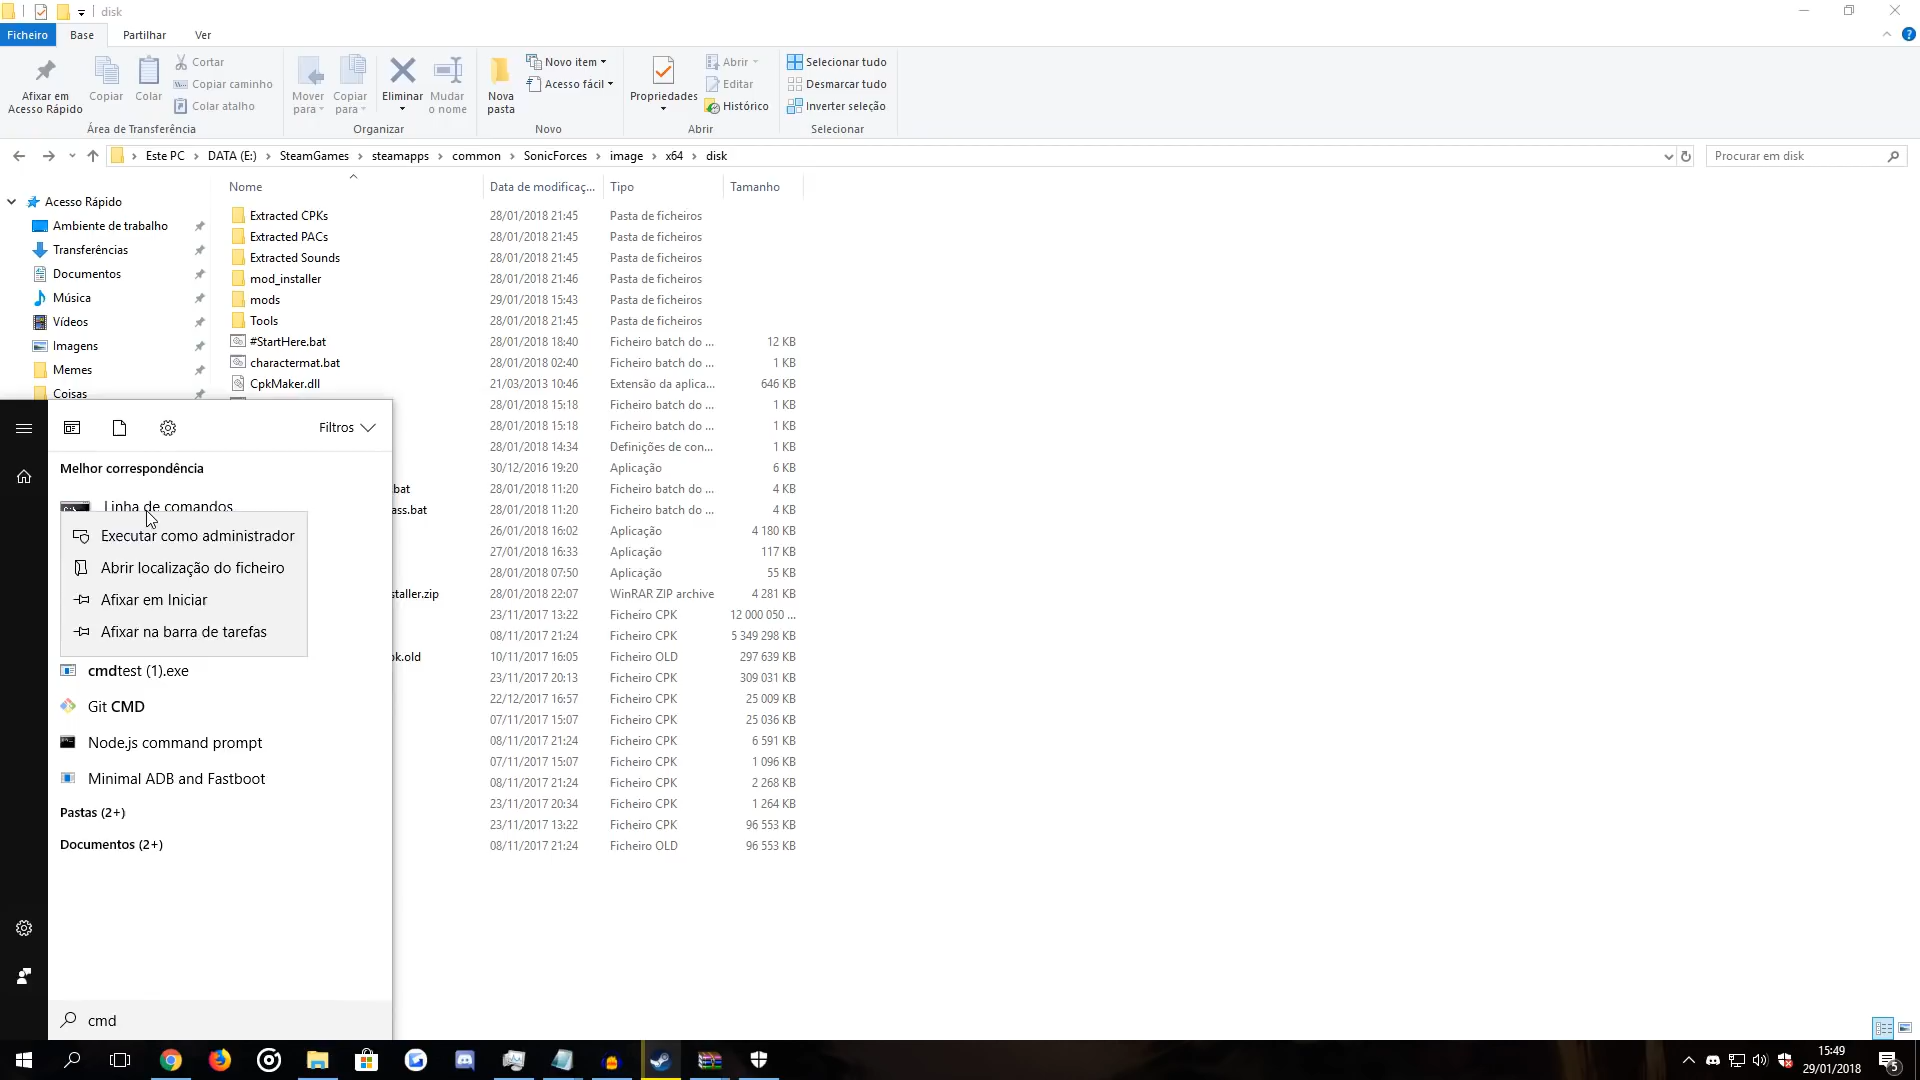 disk
Ficheiro Base Partilhar Ver
Afixar em Acesso Rápido
Copiar
Colar
Cortar
Copiar caminho
Colar atalho
Área de Transferência
Mover para
Copiar para
Eliminar
Mudar o nome
Organizar
Nova pasta
Novo item
Acesso fácil
Novo
Propriedades
Abrir
Editar
Histórico
Abrir
Selecionar tudo
Desmarcar tudo
Inverter seleção
Selecionar
Este PC DATA (E:) SteamGames steamapps common SonicForces image x64 disk
Procurar em disk
Acesso Rápido
Ambiente de trabalho
Transferências
Documentos
Música
Vídeos
Imagens
Memes
Coisas
Nome Data de modificaç... Tipo Tamanho
Extracted CPKs 28/01/2018 21:45 Pasta de ficheiros
Extracted PACs 28/01/2018 21:45 Pasta de ficheiros
Extracted Sounds 28/01/2018 21:45 Pasta de ficheiros
mod_installer 28/01/2018 21:46 Pasta de ficheiros
mods 29/01/2018 15:43 Pasta de ficheiros
Tools 28/01/2018 21:45 Pasta de ficheiros
#StartHere.bat 28/01/2018 18:40 Ficheiro batch do ... 12 KB
charactermat.bat 28/01/2018 02:40 Ficheiro batch do ... 1 KB
CpkMaker.dll 21/03/2013 10:46 Extensão da aplica... 646 KB
28/01/2018 15:18 Ficheiro batch do ... 1 KB
28/01/2018 15:18 Ficheiro batch do ... 1 KB
28/01/2018 14:34 Definições de con... 1 KB
30/12/2016 19:20 Aplicação 6 KB
.bat 28/01/2018 11:20 Ficheiro batch do ... 4 KB
ass.bat 28/01/2018 11:20 Ficheiro batch do ... 4 KB
26/01/2018 16:02 Aplicação 4 180 KB
27/01/2018 16:33 Aplicação 117 KB
28/01/2018 07:50 Aplicação 55 KB
staller.zip 28/01/2018 22:07 WinRAR ZIP archive 4 281 KB
23/11/2017 13:22 Ficheiro CPK 12 000 050 ...
08/11/2017 21:24 Ficheiro CPK 5 349 298 KB
ok.old 10/11/2017 16:05 Ficheiro OLD 297 639 KB
23/11/2017 20:13 Ficheiro CPK 309 031 KB
22/12/2017 16:57 Ficheiro CPK 25 009 KB
07/11/2017 15:07 Ficheiro CPK 25 036 KB
08/11/2017 21:24 Ficheiro CPK 6 591 KB
07/11/2017 15:07 Ficheiro CPK 1 096 KB
08/11/2017 21:24 Ficheiro CPK 2 268 KB
23/11/2017 20:34 Ficheiro CPK 1 264 KB
23/11/2017 13:22 Ficheiro CPK 96 553 KB
08/11/2017 21:24 Ficheiro OLD 96 553 KB
Filtros
Melhor correspondência
Linha de comandos
Executar como administrador
Abrir localização do ficheiro
Afixar em Iniciar
Afixar na barra de tarefas
cmdtest (1).exe
Git CMD
Node.js command prompt
Minimal ADB and Fastboot
Pastas (2+)
Documentos (2+)
cmd
15:49
29/01/2018
5